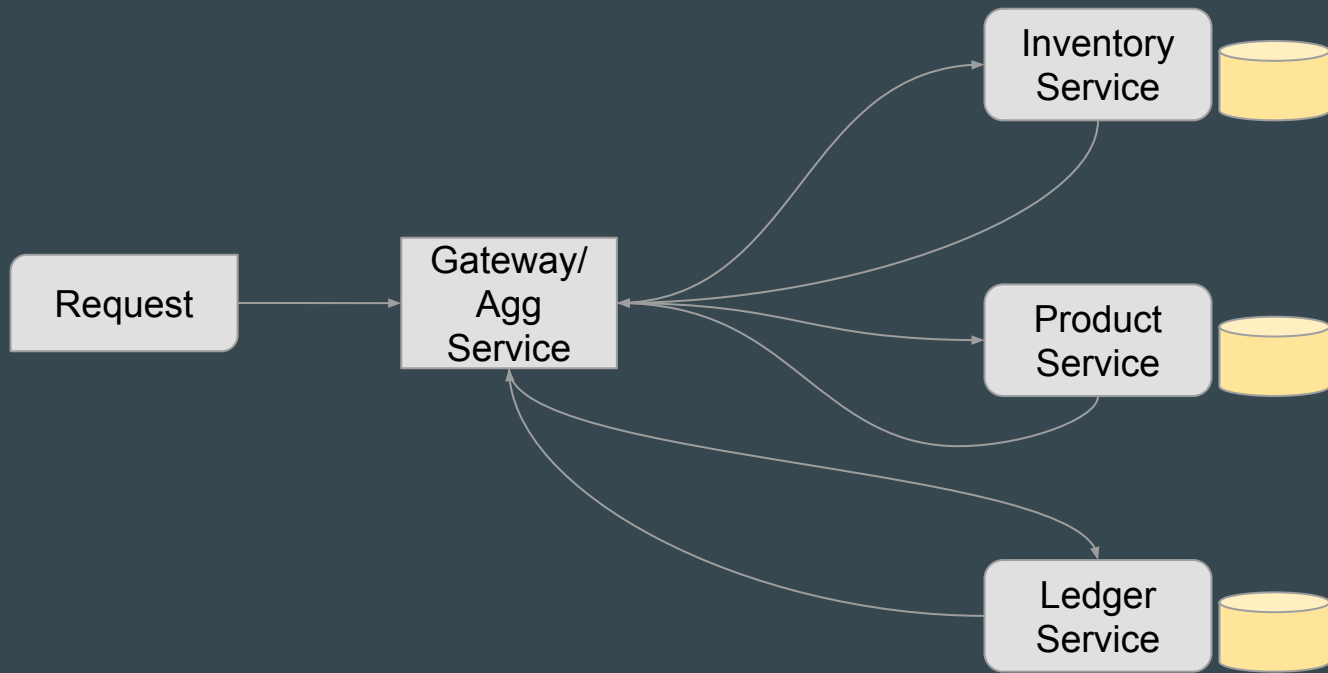 Request
Gateway/
Agg
Service
Inventory
Service
Product
Service
Ledger
Service